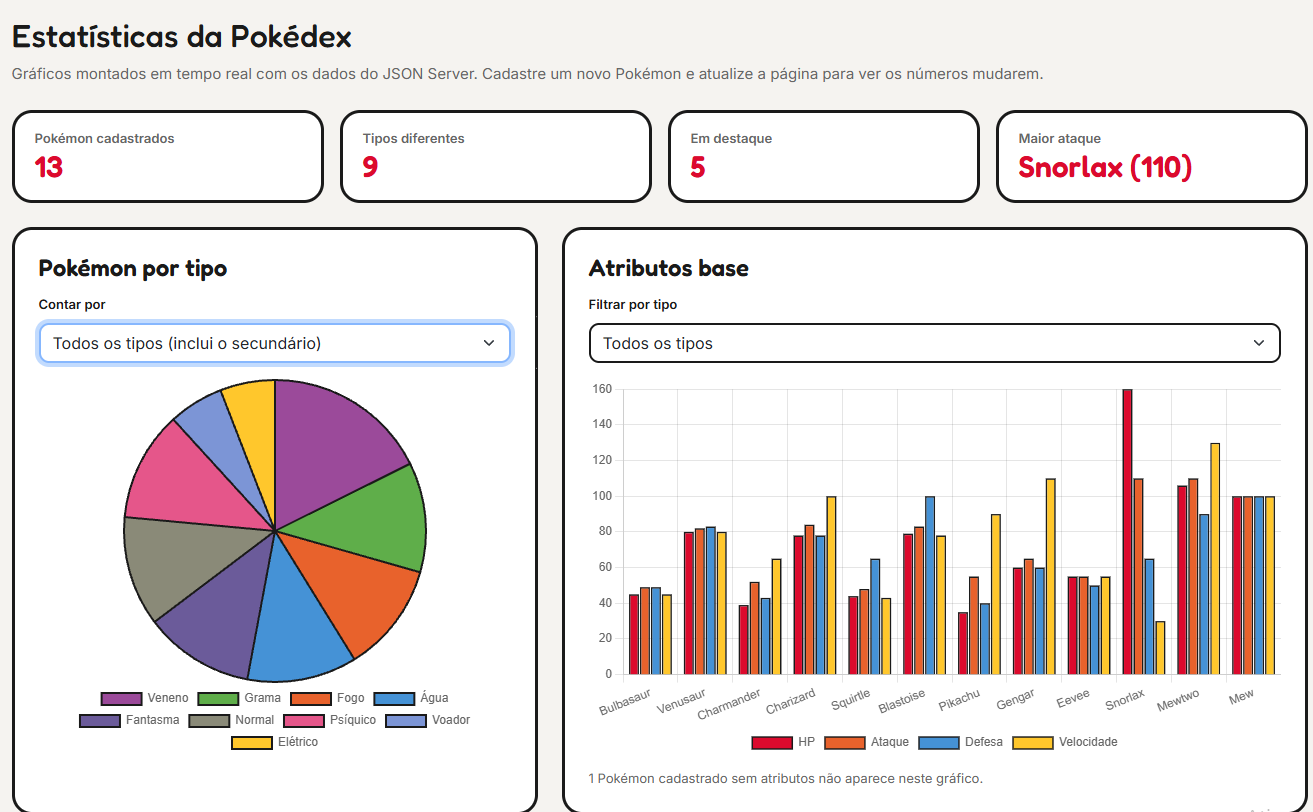 Estatísticas da Pokédex
Gráficos montados em tempo real com os dados do JSON Server. Cadastre um novo Pokémon e atualize a página para ver os números mudarem.
Pokémon cadastrados
13
Tipos diferentes
9
Em destaque
5
Maior ataque
Snorlax (110)
Pokémon por tipo
Contar por
Todos os tipos (inclui o secundário)
Veneno Grama Fogo Água
Fantasma Normal Psíquico Voador
Elétrico
Atributos base
Filtrar por tipo
Todos os tipos
160
140
120
100
80
60
40
20
0
Bulbasaur Venusaur Charmander Charizard Squirtle Blastoise Pikachu Gengar Eevee Snorlax Mewtwo Mew
HP Ataque Defesa Velocidade
1 Pokémon cadastrado sem atributos não aparece neste gráfico.